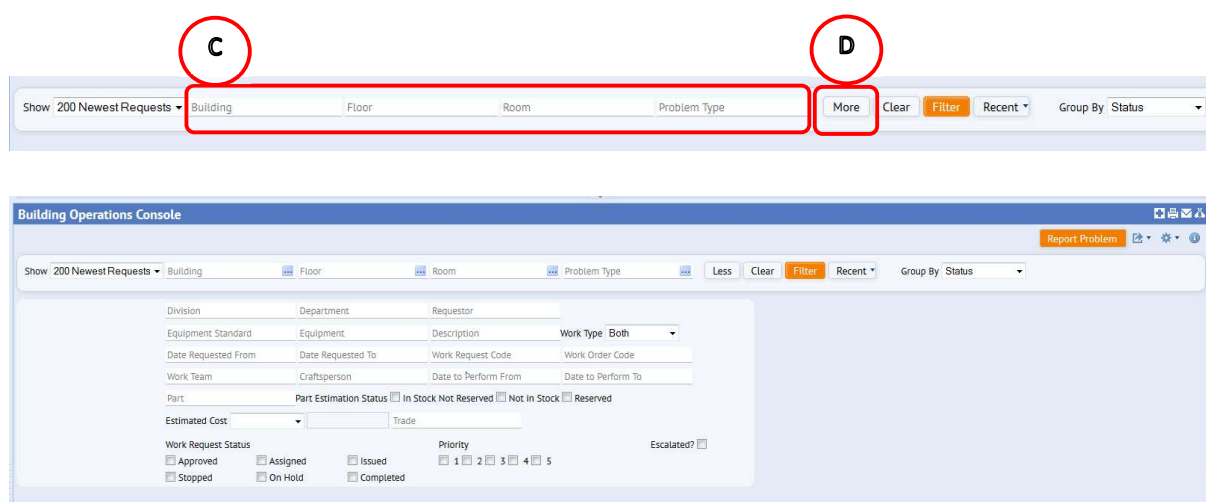 C D
Show 200 Newest Requests Building Floor Room Problem Type More Clear Filter Recent Group By Status
Building Operations Console
Report Problem
Show 200 Newest Requests Building Floor Room Problem Type Less Clear Filter Recent Group By Status
Division Department Requestor
Equipment Standard Equipment Description Work Type Both
Date Requested From Date Requested To Work Request Code Work Order Code
Work Team Craftsperson Date to Perform From Date to Perform To
Part Part Estimation Status In Stock Not Reserved Not in Stock Reserved
Estimated Cost Trade
Work Request Status Priority Escalated?
Approved Assigned Issued 1 2 3 4 5
Stopped On Hold Completed